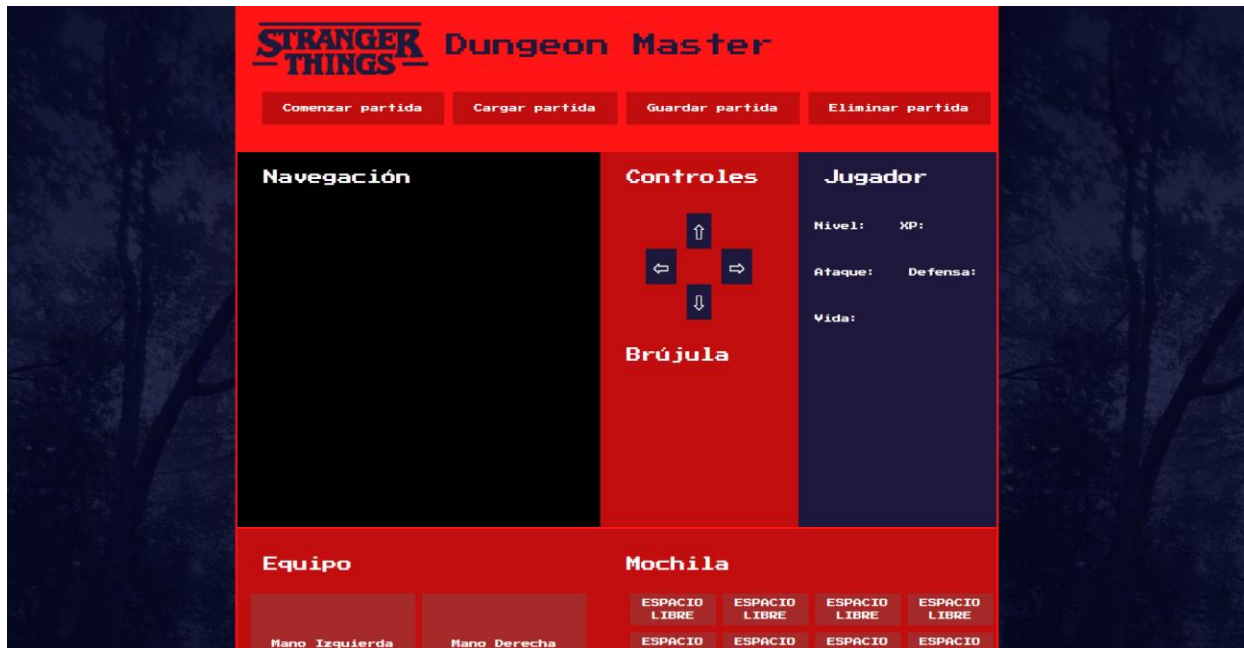 STRANGER
THINGS
Dungeon Master
Comenzar partida Cargar partida Guardar partida Eliminar partida
Navegación
Controles
⇧
⇦ ⇨
⇩
Brújula
Jugador
Nivel: XP:
Ataque: Defensa:
Vida:
Equipo
Mano Izquierda Mano Derecha
Mochila
ESPACIO ESPACIO ESPACIO ESPACIO
LIBRE LIBRE LIBRE LIBRE
ESPACIO ESPACIO ESPACIO ESPACIO